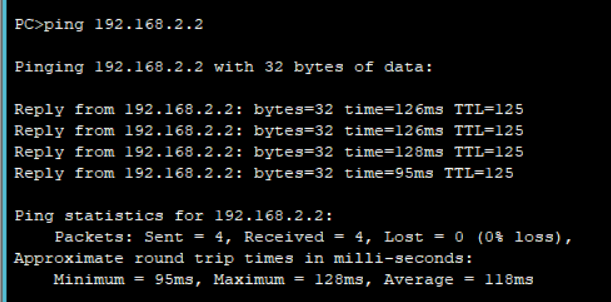 PC>ping 192.168.2.2
Pinging 192.168.2.2 with 32 bytes of data:
Reply from 192.168.2.2: bytes=32 time=126ms TTL=125
Reply from 192.168.2.2: bytes=32 time=126ms TTL=125
Reply from 192.168.2.2: bytes=32 time=128ms TTL=125
Reply from 192.168.2.2: bytes=32 time=95ms TTL=125
Ping statistics for 192.168.2.2:
Packets: Sent = 4, Received = 4, Lost = 0 (0% loss),
Approximate round trip times in milli-seconds:
Minimum = 95ms, Maximum = 128ms, Average = 118ms